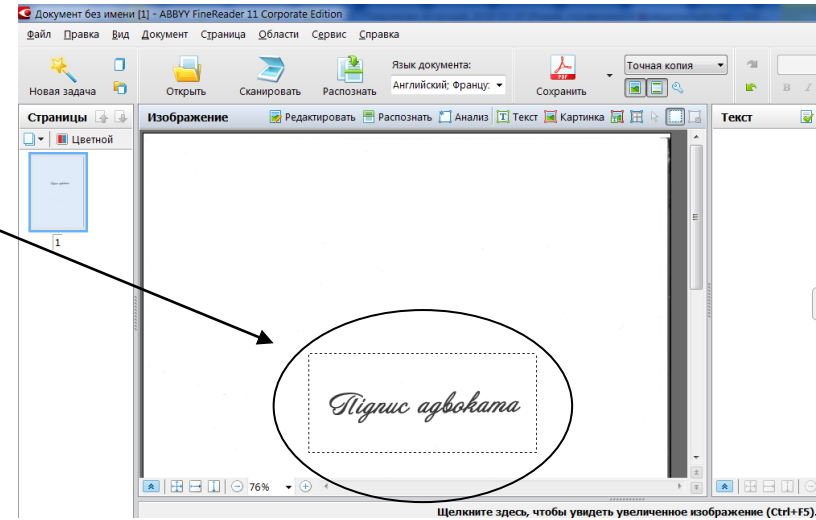 Документ без имени [1] - ABBYY FineReader 11 Corporate Edition
Файл Правка Вид Документ Страница Области Сервис Справка
Новая задача
Открыть
Сканировать
Распознать
Язык документа:
Английский; Француз
PDF
Сохранить
Точная копия
Страницы
Изображение
Редактировать Распознать Анализ Текст Картинка
Текст
Цветной
1
Підпис адвоката
76%
Щелкните здесь, чтобы увидеть увеличенное изображение (Ctrl+F5).